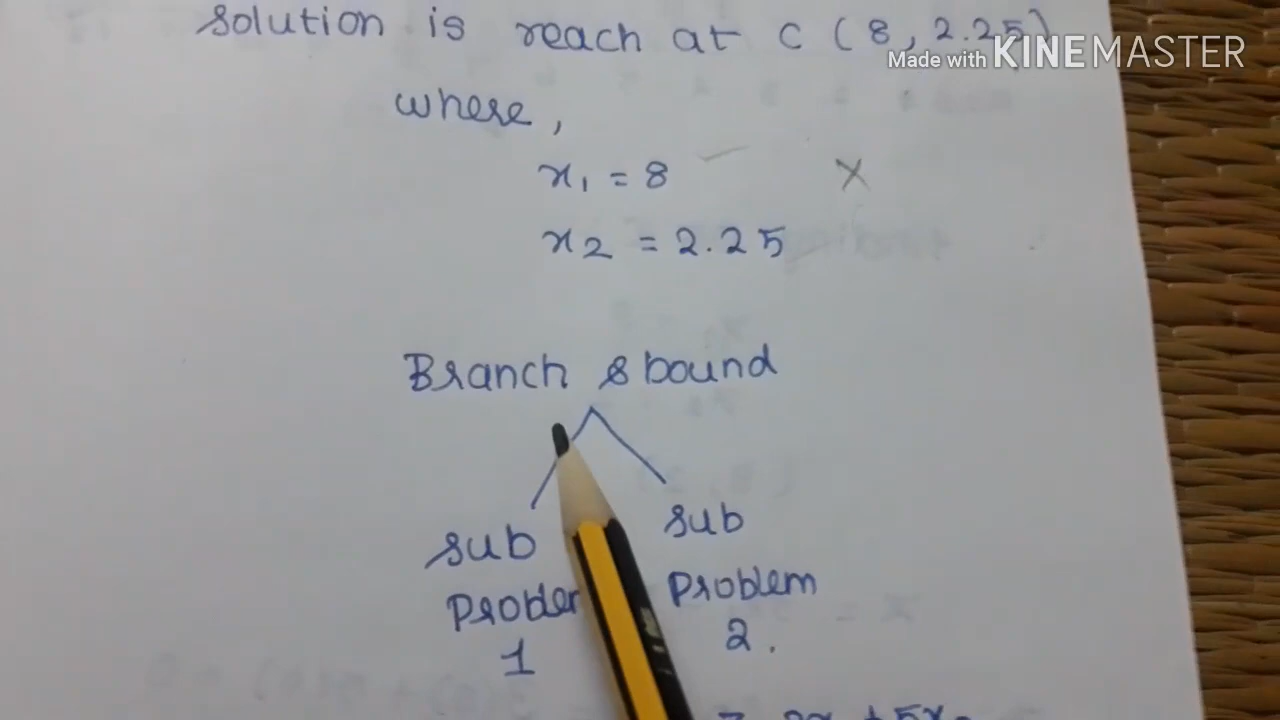 solution is reach at c (8, 2.25)
Made with KINEMASTER
where,
x1 = 8
x2 = 2.25
Branch & bound
sub
Problem
1
sub
Problem
2.